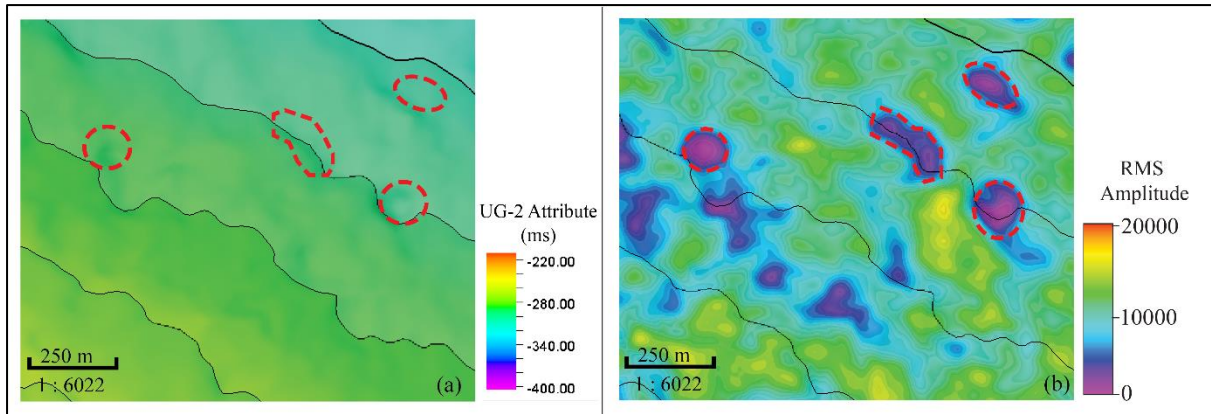 UG-2 Attribute
(ms)
-220.00
-280.00
-340.00
-400.00
250 m
1 : 6022
(a)
RMS
Amplitude
20000
10000
0
250 m
1 : 6022
(b)